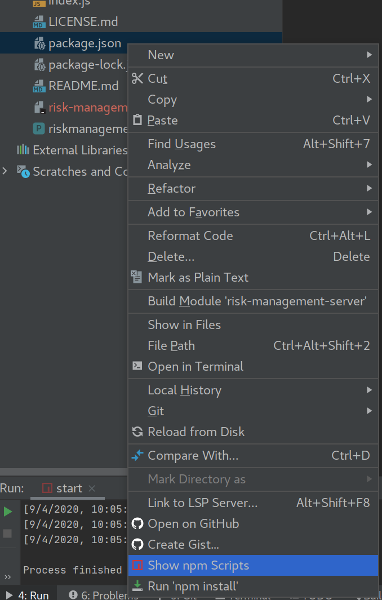 index.js
LICENSE.md
package.json
package-lock.
README.md
risk-manageme
riskmanageme
External Libraries
Scratches and Co
New
Cut Ctrl+X
Copy
Paste Ctrl+V
Find Usages Alt+Shift+7
Analyze
Refactor
Add to Favorites
Reformat Code Ctrl+Alt+L
Delete... Delete
Mark as Plain Text
Build Module 'risk-management-server'
Show in Files
File Path Ctrl+Alt+Shift+2
Open in Terminal
Local History
Git
Reload from Disk
Compare With... Ctrl+D
Mark Directory as
Link to LSP Server... Alt+Shift+F8
Open on GitHub
Create Gist...
Show npm Scripts
Run 'npm install'
Run: start
[9/4/2020, 10:05:
[9/4/2020, 10:05:
[9/4/2020, 10:05:
Process finished
4: Run 6: Problems